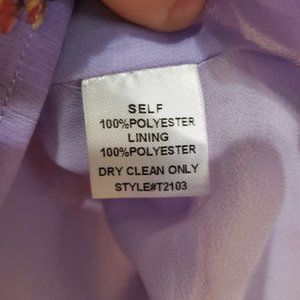 SELF
100%POLYESTER
LINING
100%POLYESTER
DRY CLEAN ONLY
STYLE#T2103